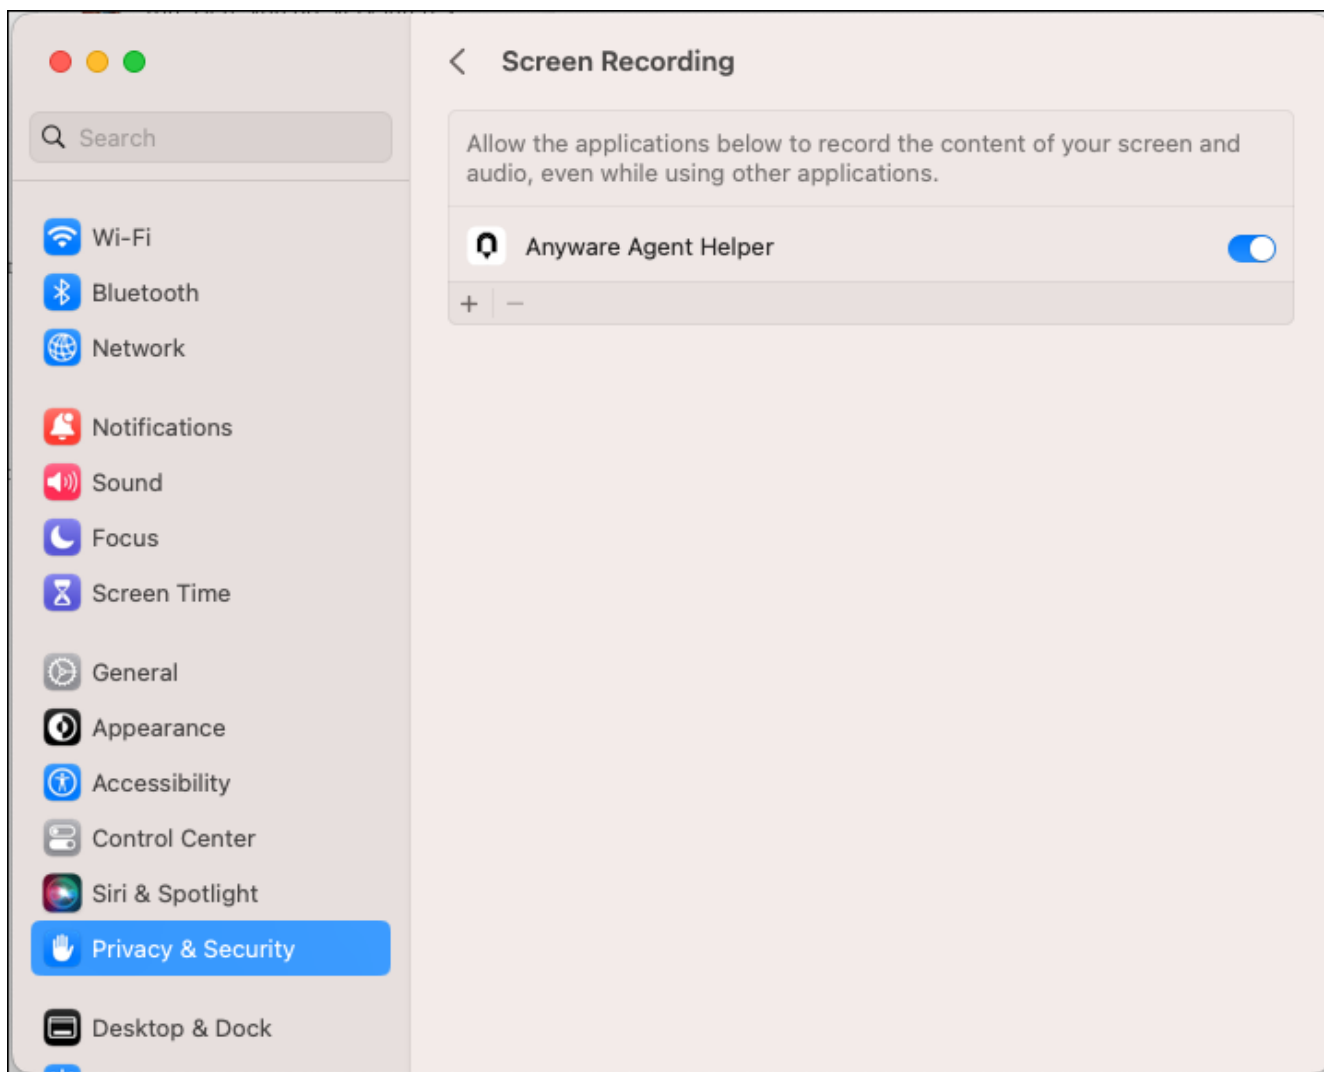 Screen Recording
Search
Allow the applications below to record the content of your screen and
audio, even while using other applications.
Anyware Agent Helper
+ −
Wi-Fi
Bluetooth
Network
Notifications
Sound
Focus
Screen Time
General
Appearance
Accessibility
Control Center
Siri & Spotlight
Privacy & Security
Desktop & Dock